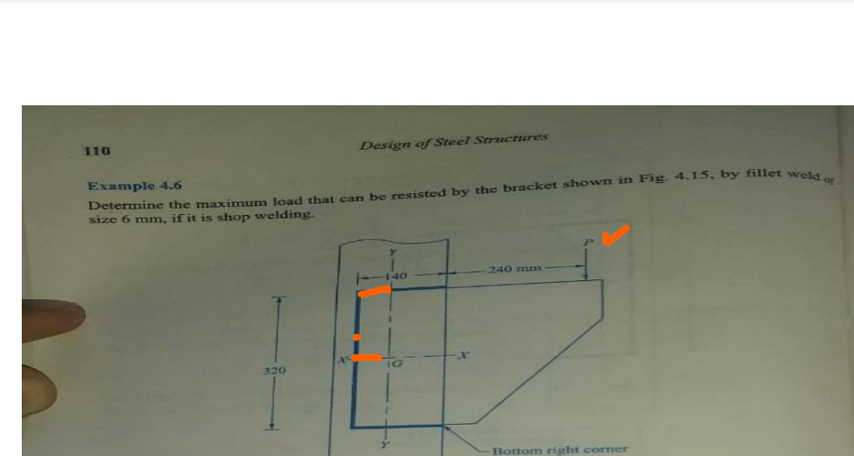 110
Design of Steel Structures
Example 4.6
Determine the maximum load that can be resisted by the bracket shown in Fig. 4.15, by fillet weld of
size 6 mm, if it is shop welding.
P
Y
140
240 mm
320
X
G
X
Y
Bottom right corner